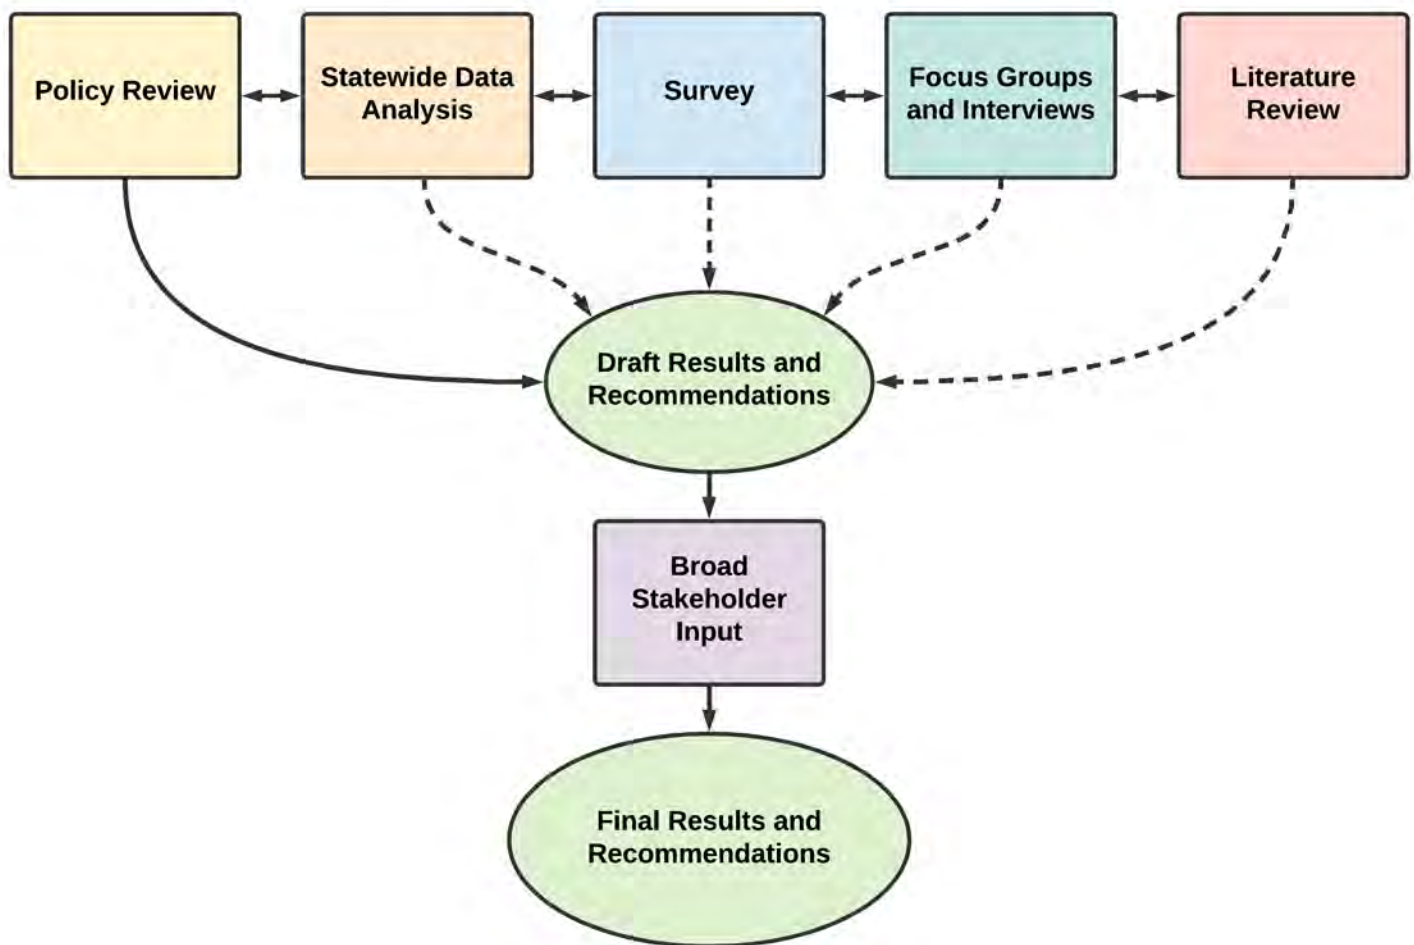 Policy Review
Statewide Data
Analysis
Survey
Focus Groups
and Interviews
Literature
Review
Draft Results and
Recommendations
Broad
Stakeholder
Input
Final Results and
Recommendations